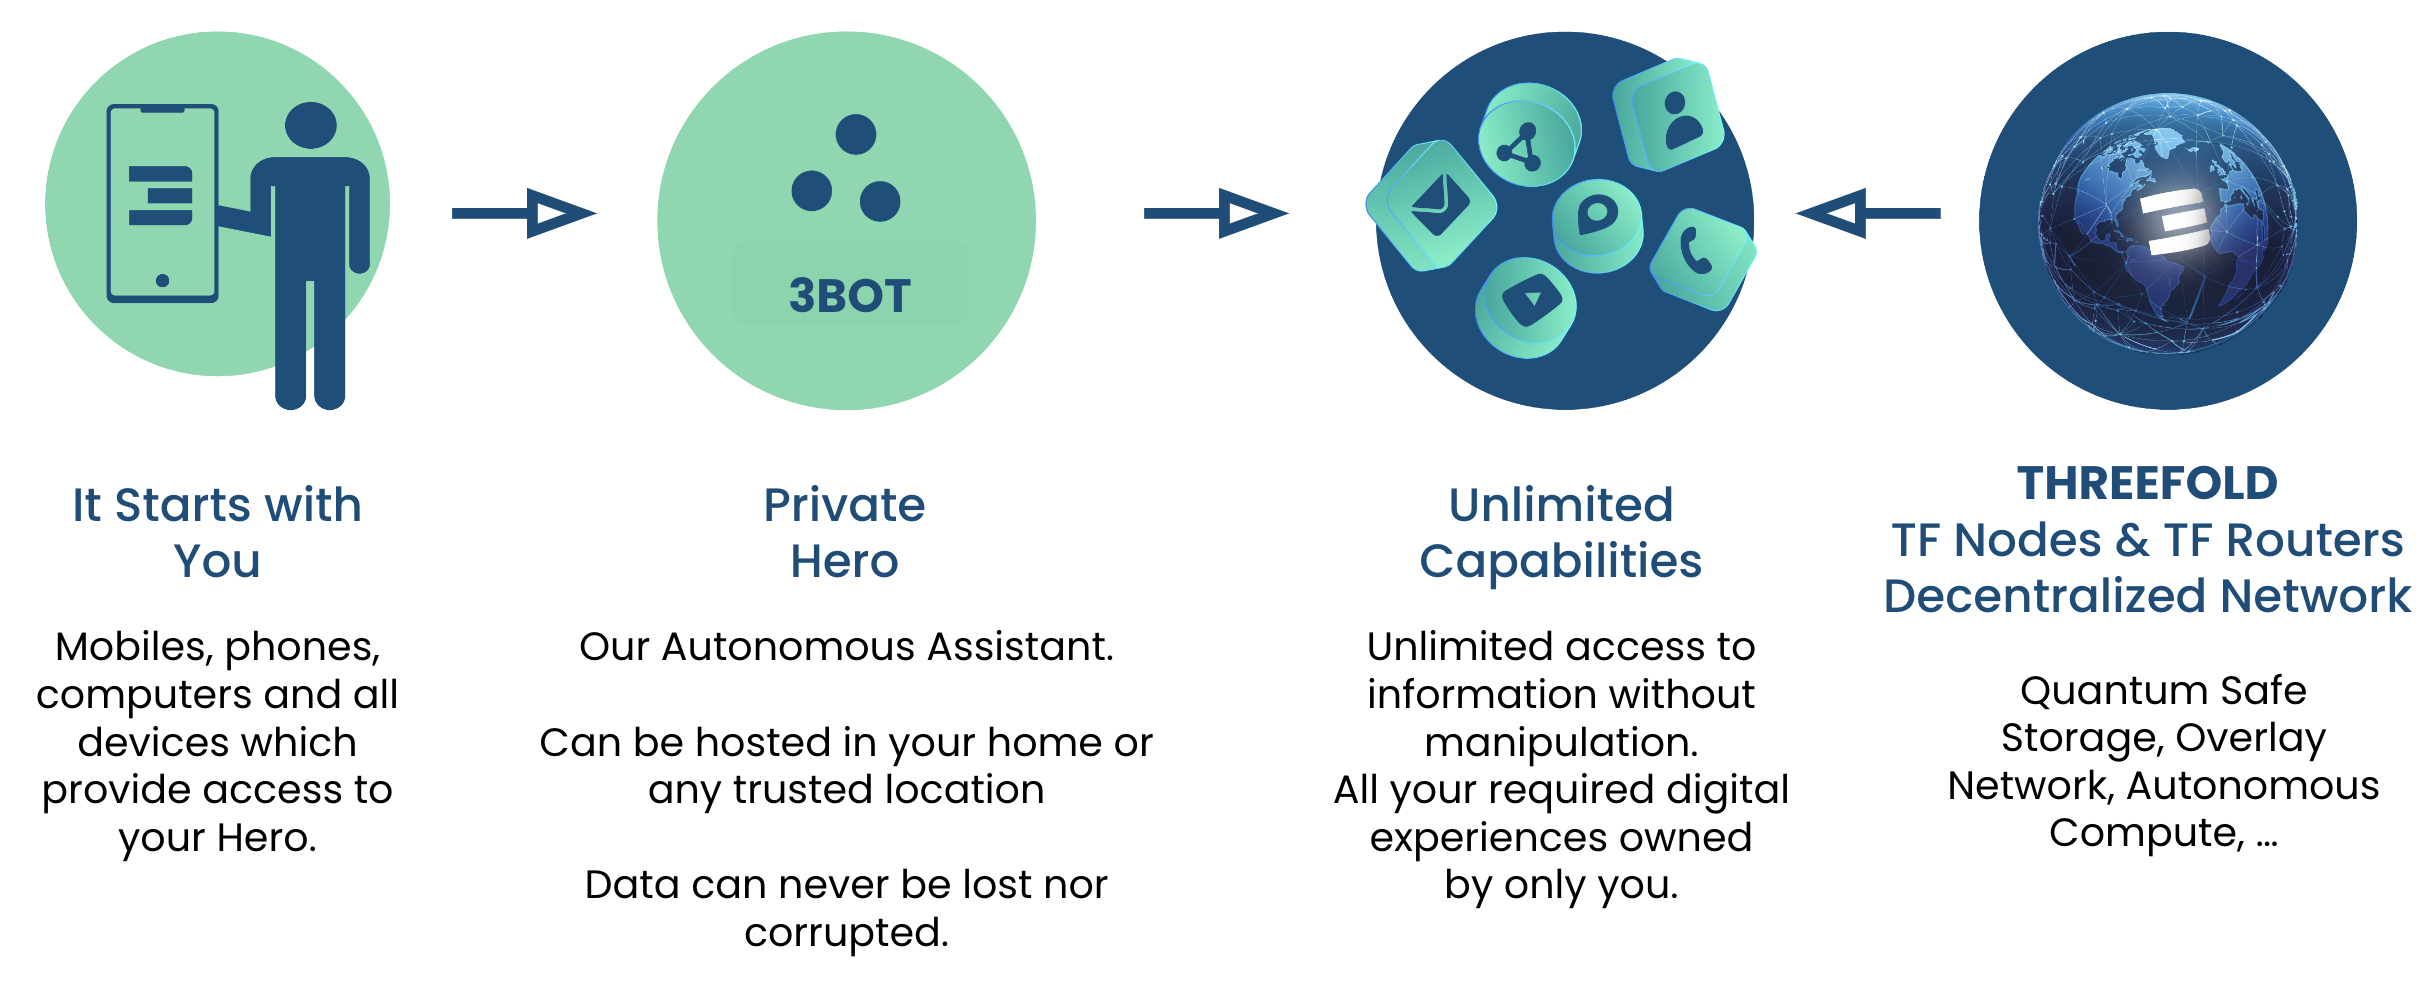 3BOT
It Starts with
You
Mobiles, phones,
computers and all
devices which
provide access to
your Hero.
Private
Hero
Our Autonomous Assistant.
Can be hosted in your home or
any trusted location
Data can never be lost nor
corrupted.
Unlimited
Capabilities
Unlimited access to
information without
manipulation.
All your required digital
experiences owned
by only you.
THREEFOLD
TF Nodes & TF Routers
Decentralized Network
Quantum Safe
Storage, Overlay
Network, Autonomous
Compute, ...